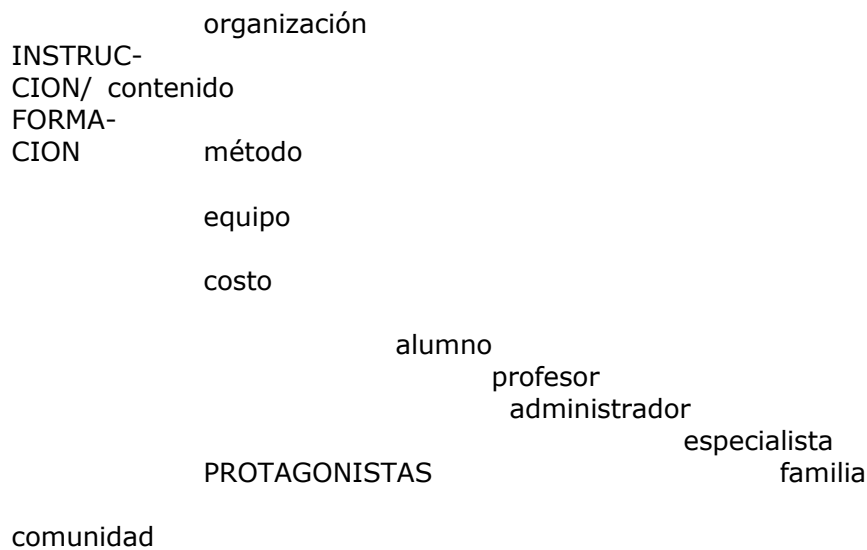 organización
INSTRUC-
CION/ contenido
FORMA-
CION método
equipo
costo
alumno
profesor
administrador
especialista
PROTAGONISTAS familia
comunidad